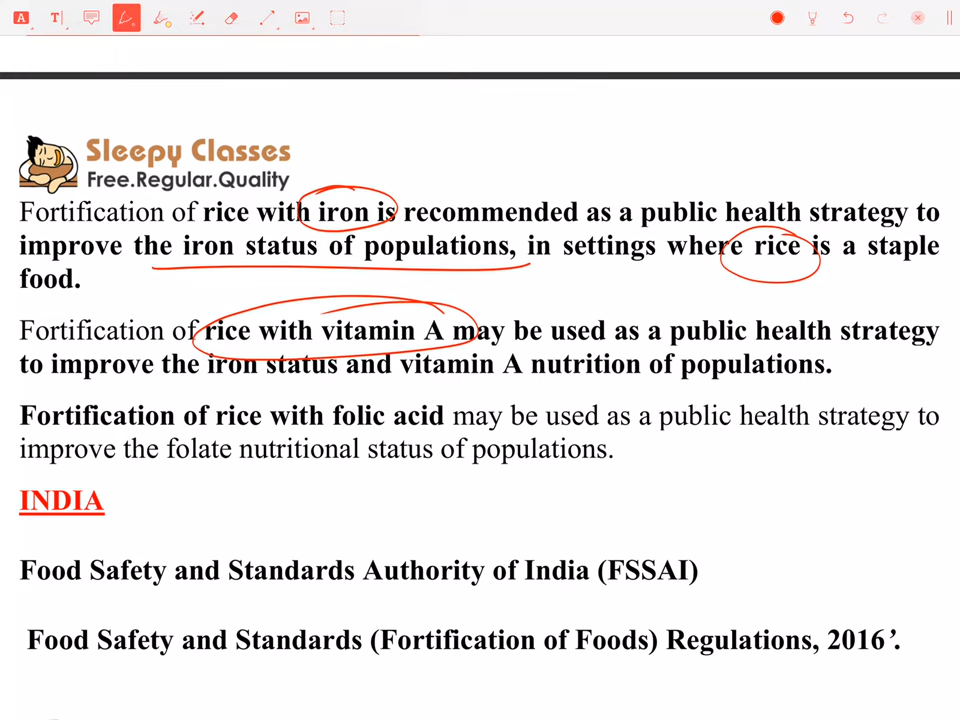 A T
Sleepy Classes
Free.Regular.Quality
Fortification of rice with iron is recommended as a public health strategy to
improve the iron status of populations, in settings where rice is a staple
food.
Fortification of rice with vitamin A may be used as a public health strategy
to improve the iron status and vitamin A nutrition of populations.
Fortification of rice with folic acid may be used as a public health strategy to
improve the folate nutritional status of populations.
INDIA
Food Safety and Standards Authority of India (FSSAI)
Food Safety and Standards (Fortification of Foods) Regulations, 2016’.